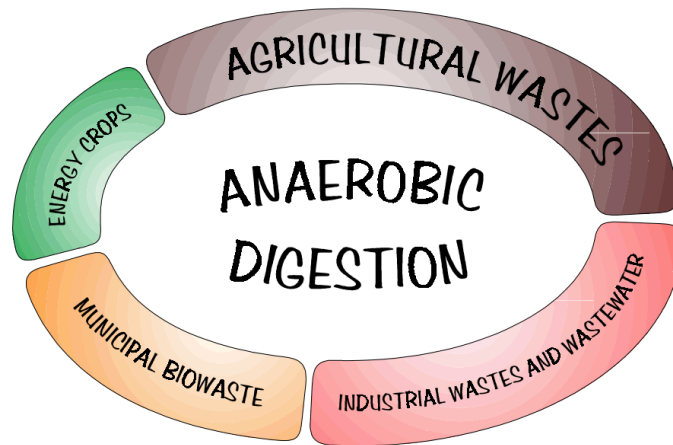 AGRICULTURAL WASTES
ENERGY CROPS
ANAEROBIC
DIGESTION
MUNICIPAL BIOWASTE
INDUSTRIAL WASTES AND WASTEWATER